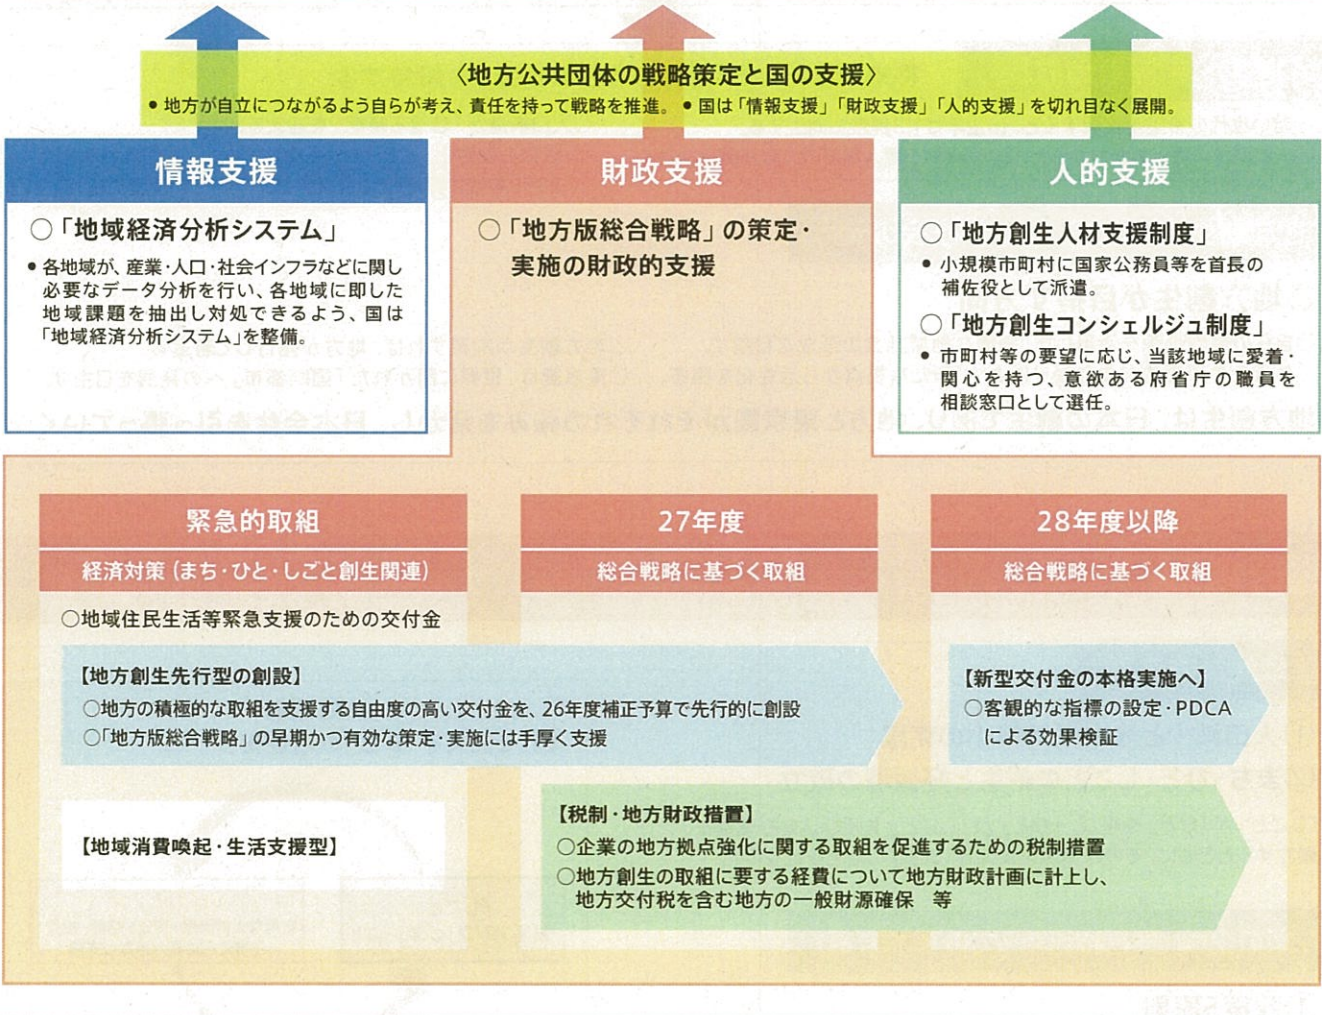 〈地方公共団体の戦略策定と国の支援〉
● 地方が自立につながるよう自らが考え、責任を持って戦略を推進。 ● 国は「情報支援」「財政支援」「人的支援」を切れ目なく展開。
情報支援
○「地域経済分析システム」
● 各地域が、産業・人口・社会インフラなどに関し
必要なデータ分析を行い、各地域に即した
地域課題を抽出し対処できるよう、国は
「地域経済分析システム」を整備。
財政支援
○「地方版総合戦略」の策定・
実施の財政的支援
人的支援
○「地方創生人材支援制度」
● 小規模市町村に国家公務員等を首長の
補佐役として派遣。
○「地方創生コンシェルジュ制度」
● 市町村等の要望に応じ、当該地域に愛着・
関心を持つ、意欲ある府省庁の職員を
相談窓口として選任。
緊急的取組
経済対策(まち・ひと・しごと創生関連)
○地域住民生活等緊急支援のための交付金
27年度
総合戦略に基づく取組
28年度以降
総合戦略に基づく取組
【地方創生先行型の創設】
○地方の積極的な取組を支援する自由度の高い交付金を、26年度補正予算で先行的に創設
○「地方版総合戦略」の早期かつ有効な策定・実施には手厚く支援
【新型交付金の本格実施へ】
○客観的な指標の設定・PDCA
による効果検証
【地域消費喚起・生活支援型】
【税制・地方財政措置】
○企業の地方拠点強化に関する取組を促進するための税制措置
○地方創生の取組に要する経費について地方財政計画に計上し、
地方交付税を含む地方の一般財源確保 等